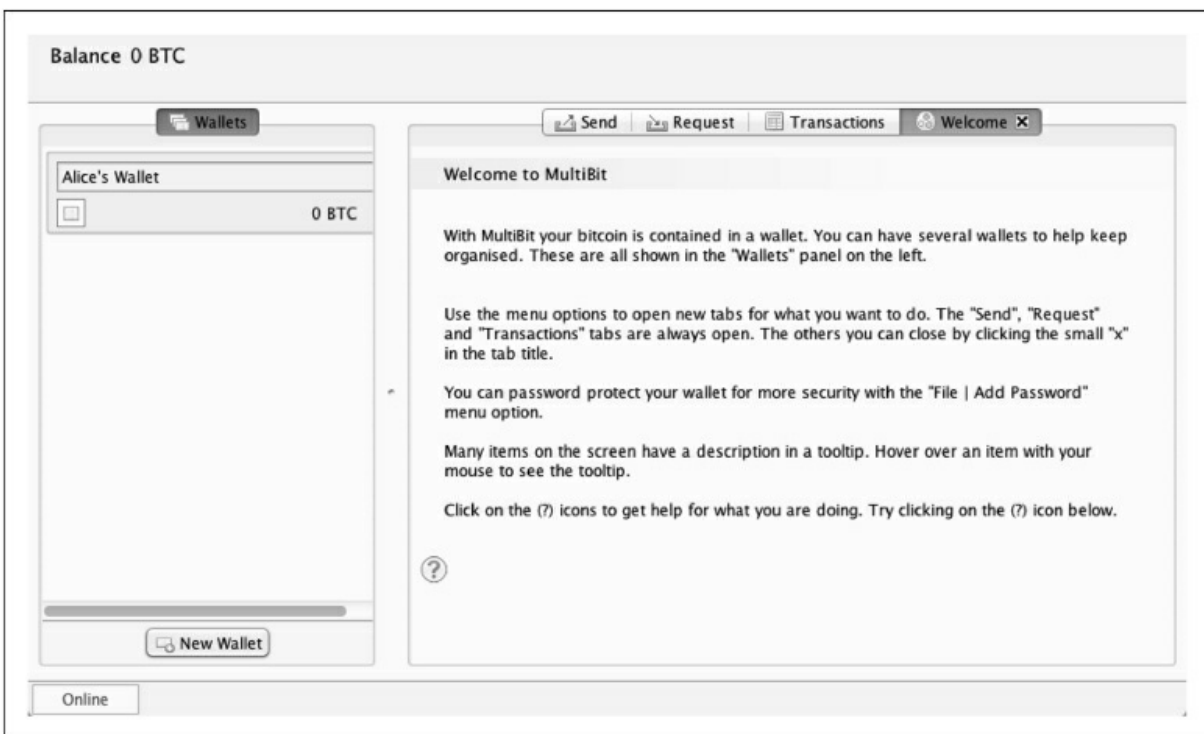 Balance 0 BTC
Wallets
Alice's Wallet
0 BTC
New Wallet
Send Request Transactions Welcome X
Welcome to MultiBit
With MultiBit your bitcoin is contained in a wallet. You can have several wallets to help keep
organised. These are all shown in the "Wallets" panel on the left.
Use the menu options to open new tabs for what you want to do. The "Send", "Request"
and "Transactions" tabs are always open. The others you can close by clicking the small "x"
in the tab title.
You can password protect your wallet for more security with the "File | Add Password"
menu option.
Many items on the screen have a description in a tooltip. Hover over an item with your
mouse to see the tooltip.
Click on the (?) icons to get help for what you are doing. Try clicking on the (?) icon below.
?
Online